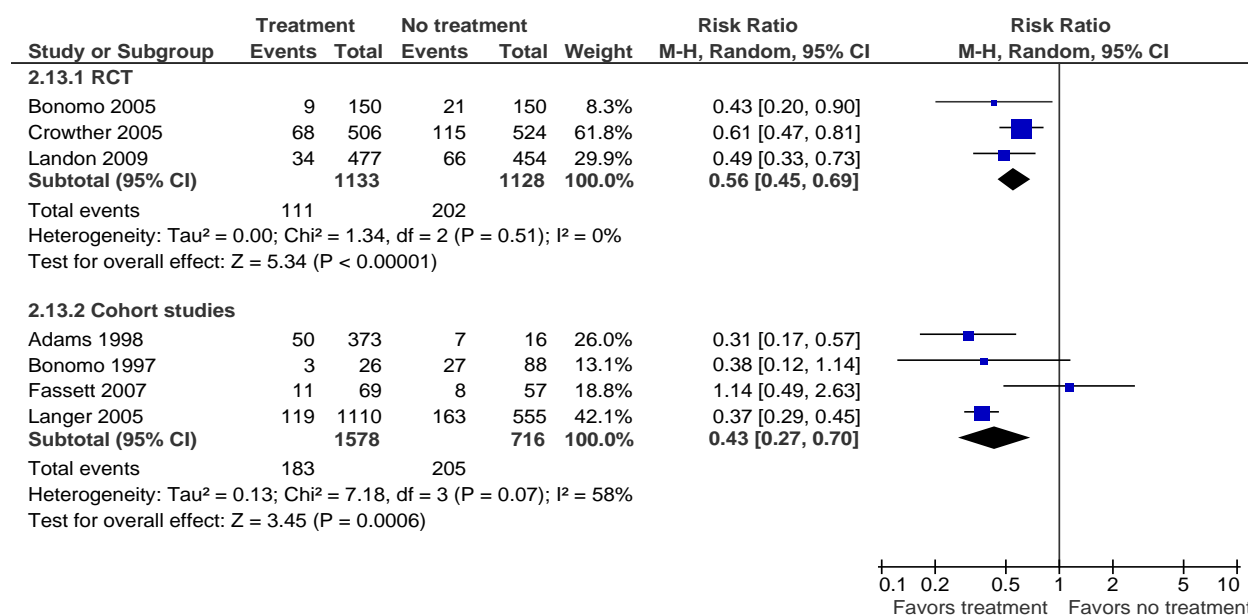 Treatment No treatment Risk Ratio Risk Ratio
Study or Subgroup Events Total Events Total Weight M-H, Random, 95% CI M-H, Random, 95% CI
2.13.1 RCT
Bonomo 2005 9 150 21 150 8.3% 0.43 [0.20, 0.90]
Crowther 2005 68 506 115 524 61.8% 0.61 [0.47, 0.81]
Landon 2009 34 477 66 454 29.9% 0.49 [0.33, 0.73]
Subtotal (95% CI) 1133 1128 100.0% 0.56 [0.45, 0.69]
Total events 111 202
Heterogeneity: Tau² = 0.00; Chi² = 1.34, df = 2 (P = 0.51); I² = 0%
Test for overall effect: Z = 5.34 (P < 0.00001)
2.13.2 Cohort studies
Adams 1998 50 373 7 16 26.0% 0.31 [0.17, 0.57]
Bonomo 1997 3 26 27 88 13.1% 0.38 [0.12, 1.14]
Fassett 2007 11 69 8 57 18.8% 1.14 [0.49, 2.63]
Langer 2005 119 1110 163 555 42.1% 0.37 [0.29, 0.45]
Subtotal (95% CI) 1578 716 100.0% 0.43 [0.27, 0.70]
Total events 183 205
Heterogeneity: Tau² = 0.13; Chi² = 7.18, df = 3 (P = 0.07); I² = 58%
Test for overall effect: Z = 3.45 (P = 0.0006)
0.1 0.2 0.5 1 2 5 10
Favors treatment Favors no treatment